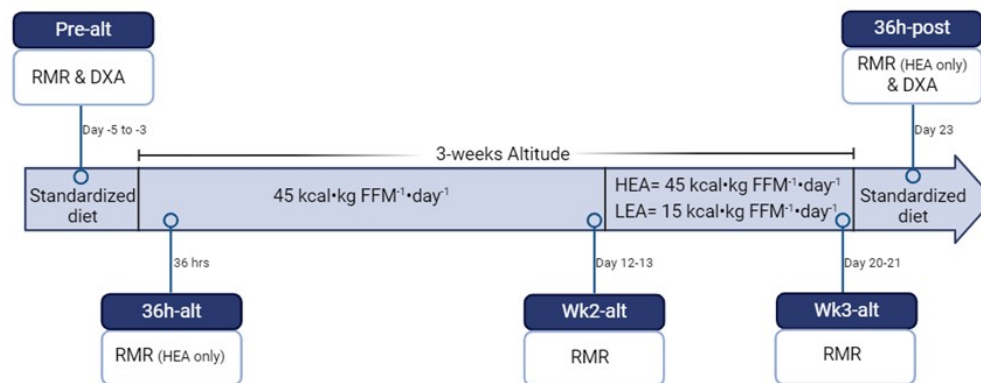 Pre-alt
RMR & DXA
36h-post
RMR (HEA only)
& DXA
Day -5 to -3
Day 23
3-weeks Altitude
Standardized
diet
45 kcal•kg FFM⁻¹•day⁻¹
HEA= 45 kcal•kg FFM⁻¹•day⁻¹
LEA= 15 kcal•kg FFM⁻¹•day⁻¹
Standardized
diet
36 hrs
Day 12-13
Day 20-21
36h-alt
RMR (HEA only)
Wk2-alt
RMR
Wk3-alt
RMR